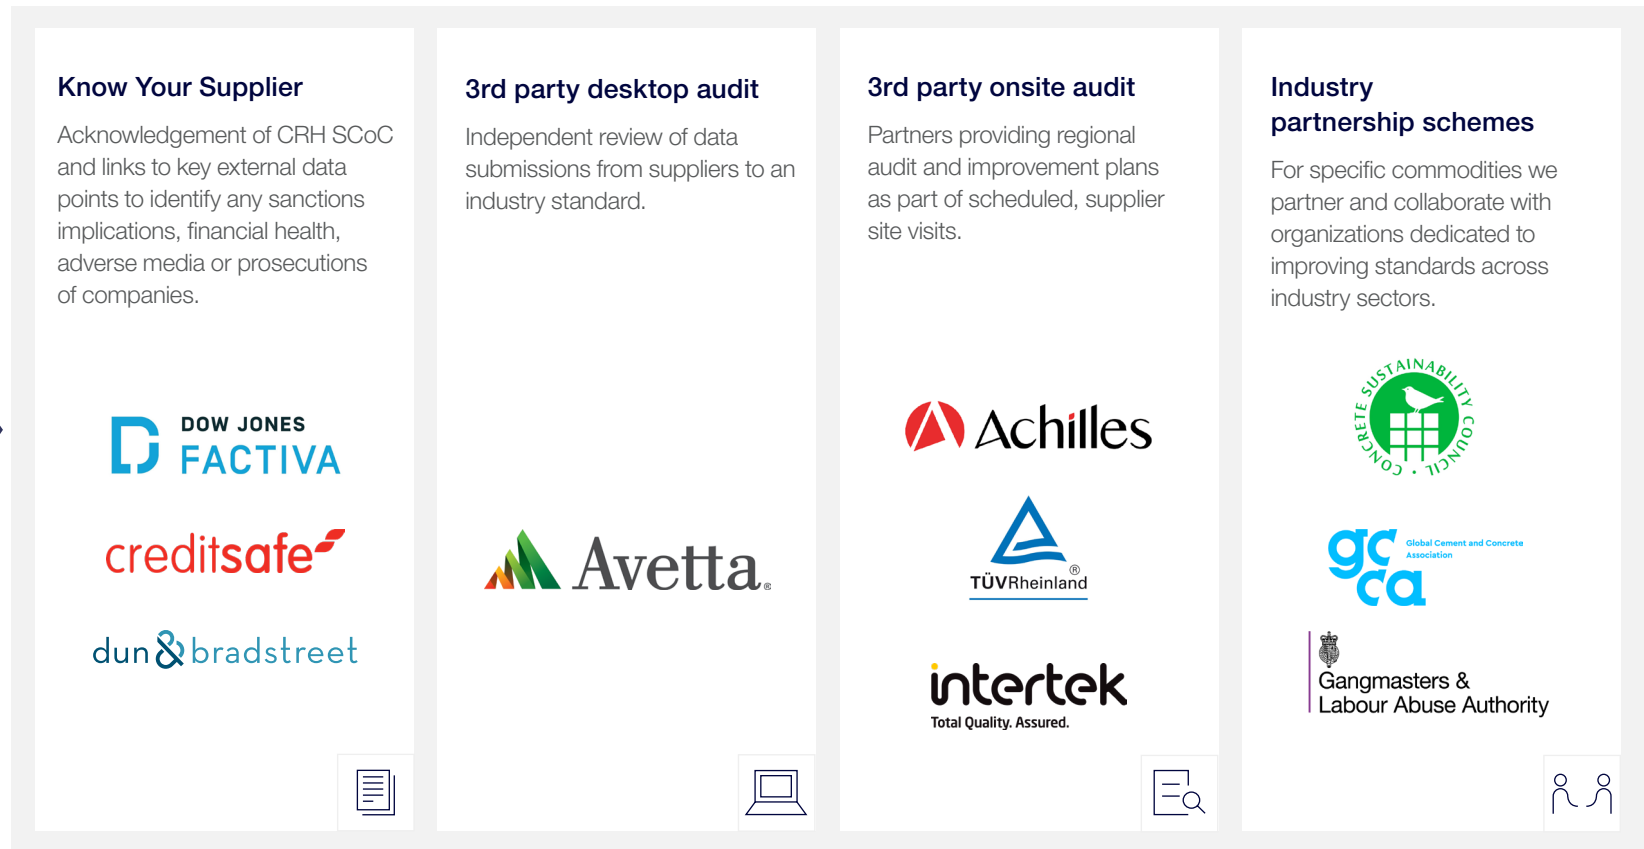 Know Your Supplier
Acknowledgement of CRH SCoC
and links to key external data
points to identify any sanctions
implications, financial health,
adverse media or prosecutions
of companies.
DOW JONES
FACTIVA
creditsafe
dun & bradstreet
3rd party desktop audit
Independent review of data
submissions from suppliers to an
industry standard.
Avetta®
3rd party onsite audit
Partners providing regional
audit and improvement plans
as part of scheduled, supplier
site visits.
Achilles
TÜVRheinland®
intertek
Total Quality. Assured.
Industry
partnership schemes
For specific commodities we
partner and collaborate with
organizations dedicated to
improving standards across
industry sectors.
CONCRETE SUSTAINABILITY COUNCIL •
gcca
Global Cement and Concrete
Association
Gangmasters &
Labour Abuse Authority